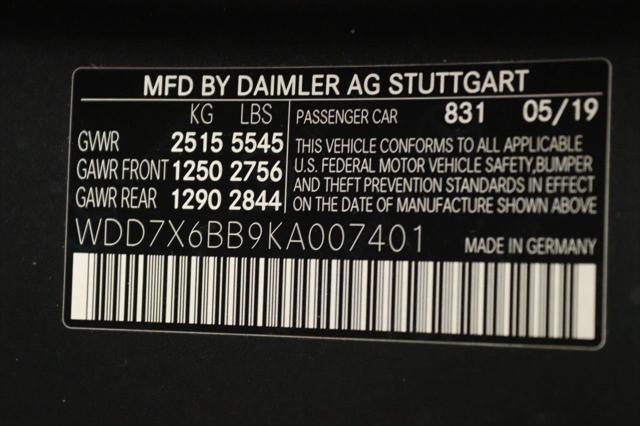 MFD BY DAIMLER AG STUTTGART
KG LBS
GVWR 2515 5545
GAWR FRONT 1250 2756
GAWR REAR 1290 2844
PASSENGER CAR 831 05/19
THIS VEHICLE CONFORMS TO ALL APPLICABLE
U.S. FEDERAL MOTOR VEHICLE SAFETY,BUMPER
AND THEFT PREVENTION STANDARDS IN EFFECT
ON THE DATE OF MANUFACTURE SHOWN ABOVE
WDD7X6BB9KA007401 MADE IN GERMANY